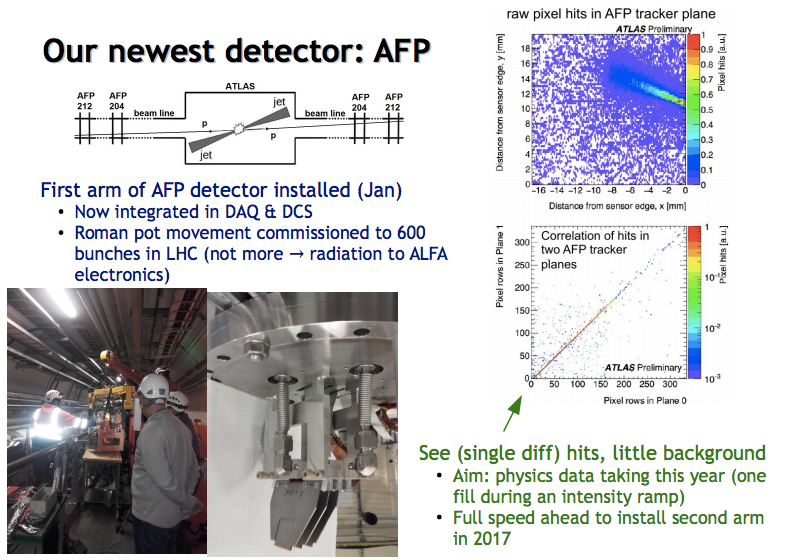 Our newest detector: AFP
ATLAS
AFP
212
AFP
204
beam line
jet
p
p
jet
beam line
AFP
204
AFP
212
First arm of AFP detector installed (Jan)
• Now integrated in DAQ & DCS
• Roman pot movement commissioned to 600
bunches in LHC (not more → radiation to ALFA
electronics)
raw pixel hits in AFP tracker plane
ATLAS Preliminary
Distance from sensor edge, y [mm]
18
16
14
12
10
8
6
4
2
0
-16 -14 -12 -10 -8 -6 -4 -2 0
Distance from sensor edge, x [mm]
1
0.9
0.8
0.7
0.6
0.5
0.4
0.3
0.2
0.1
0
Pixel hits [a.u.]
Correlation of hits in
two AFP tracker
planes
Pixel rows in Plane 1
300
250
200
150
100
50
0
0 50 100 150 200 250 300
Pixel rows in Plane 0
ATLAS Preliminary
1
10⁻¹
10⁻²
10⁻³
Pixel hits [a.u.]
See (single diff) hits, little background
• Aim: physics data taking this year (one
fill during an intensity ramp)
• Full speed ahead to install second arm
in 2017